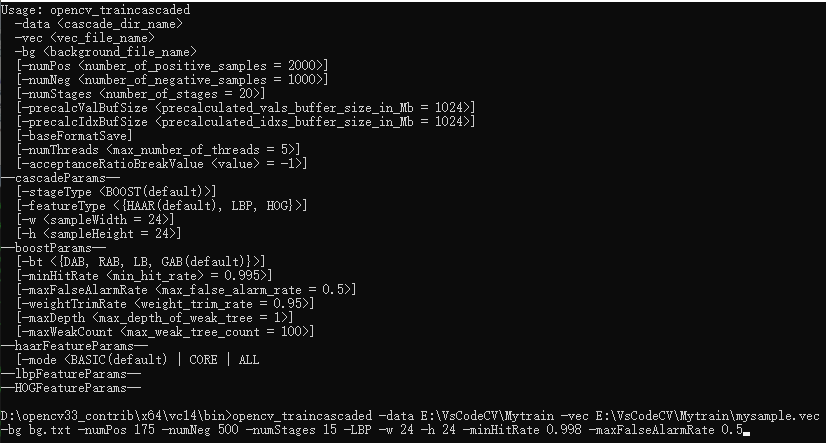 Usage: opencv_traincascaded
-data <cascade_dir_name>
-vec <vec_file_name>
-bg <background_file_name>
[-numPos <number_of_positive_samples = 2000>]
[-numNeg <number_of_negative_samples = 1000>]
[-numStages <number_of_stages = 20>]
[-precalcValBufSize <precalculated_vals_buffer_size_in_Mb = 1024>]
[-precalcIdxBufSize <precalculated_idxs_buffer_size_in_Mb = 1024>]
[-baseFormatSave]
[-numThreads <max_number_of_threads = 5>]
[-acceptanceRatioBreakValue <value> = -1>]
--cascadeParams--
[-stageType <BOOST(default)>]
[-featureType <{HAAR(default), LBP, HOG}>]
[-w <sampleWidth = 24>]
[-h <sampleHeight = 24>]
--boostParams--
[-bt <{DAB, RAB, LB, GAB(default)}>]
[-minHitRate <min_hit_rate> = 0.995>]
[-maxFalseAlarmRate <max_false_alarm_rate = 0.5>]
[-weightTrimRate <weight_trim_rate = 0.95>]
[-maxDepth <max_depth_of_weak_tree = 1>]
[-maxWeakCount <max_weak_tree_count = 100>]
--haarFeatureParams--
[-mode <BASIC(default) | CORE | ALL
--lbpFeatureParams--
--HOGFeatureParams--
D:\opencv33_contrib\x64\vc14\bin>opencv_traincascaded -data E:\VsCodeCV\Mytrain -vec E:\VsCodeCV\Mytrain\mysample.vec
-bg bg.txt -numPos 175 -numNeg 500 -numStages 15 -LBP -w 24 -h 24 -minHitRate 0.998 -maxFalseAlarmRate 0.5